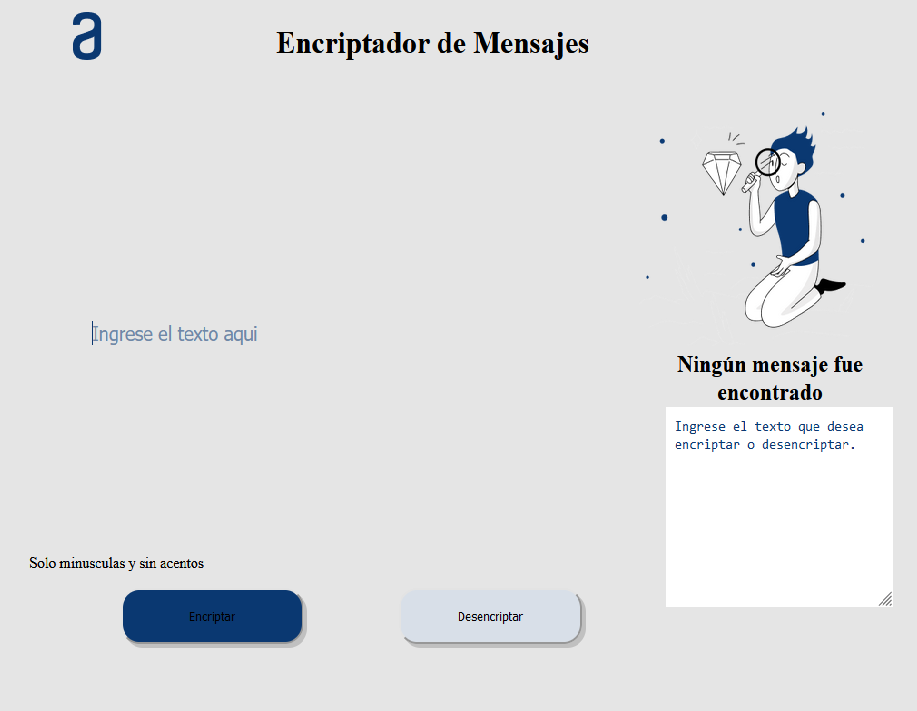 a
Encriptador de Mensajes
Ingrese el texto aqui
Ningún mensaje fue
encontrado
Ingrese el texto que desea
encriptar o desencriptar.
Solo minusculas y sin acentos
Encriptar
Desencriptar